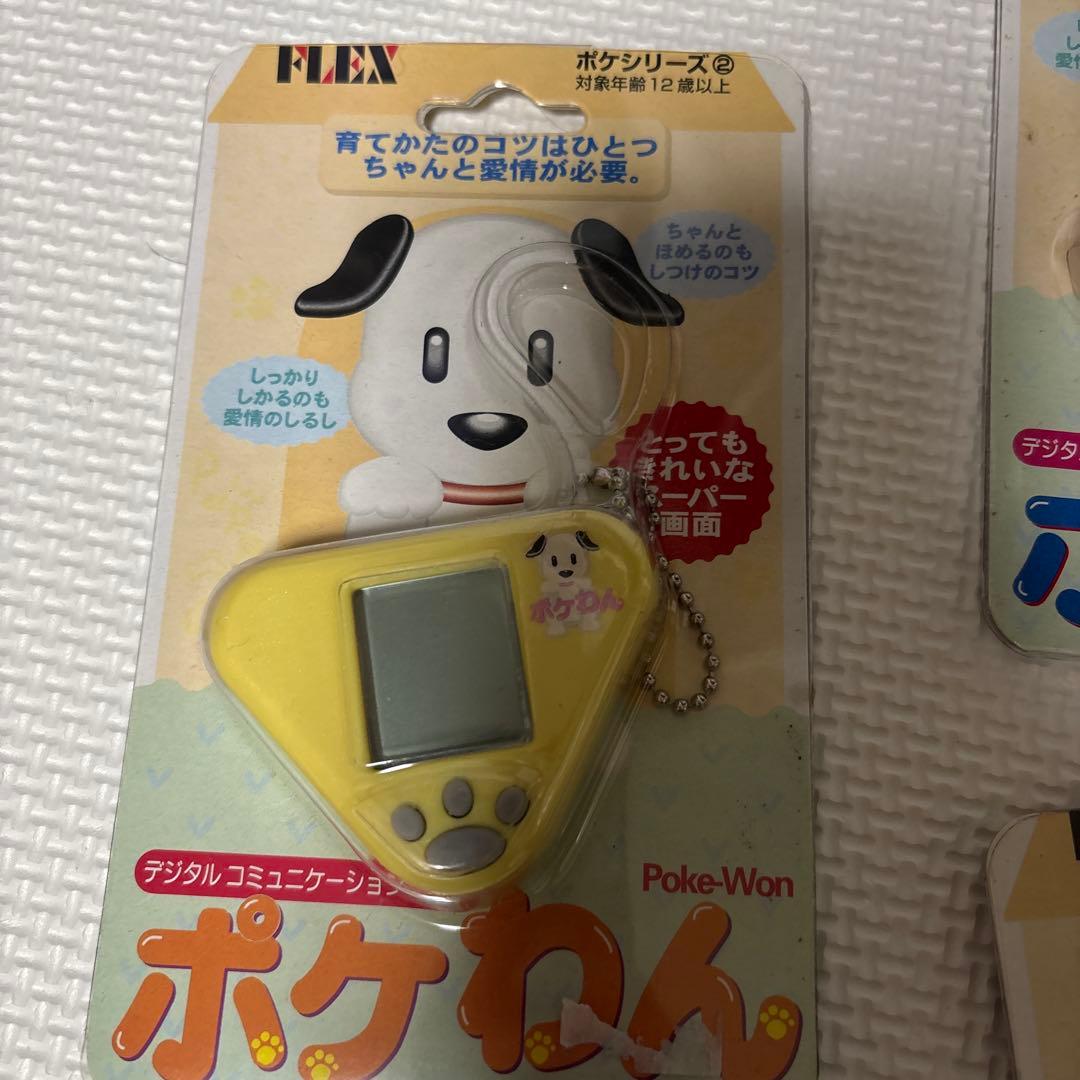 FLEX
ポケシリーズ②
対象年齢12歳以上
育てかたのコツはひとつ
ちゃんと愛情が必要。
ちゃんと
ほめるのも
しつけのコツ
しっかり
しかるのも
愛情のしるし
とっても
きれいな
スーパー
画面
ポケわん
デジタルコミュニケーション
Poke-Won
ポケわん
デジタ